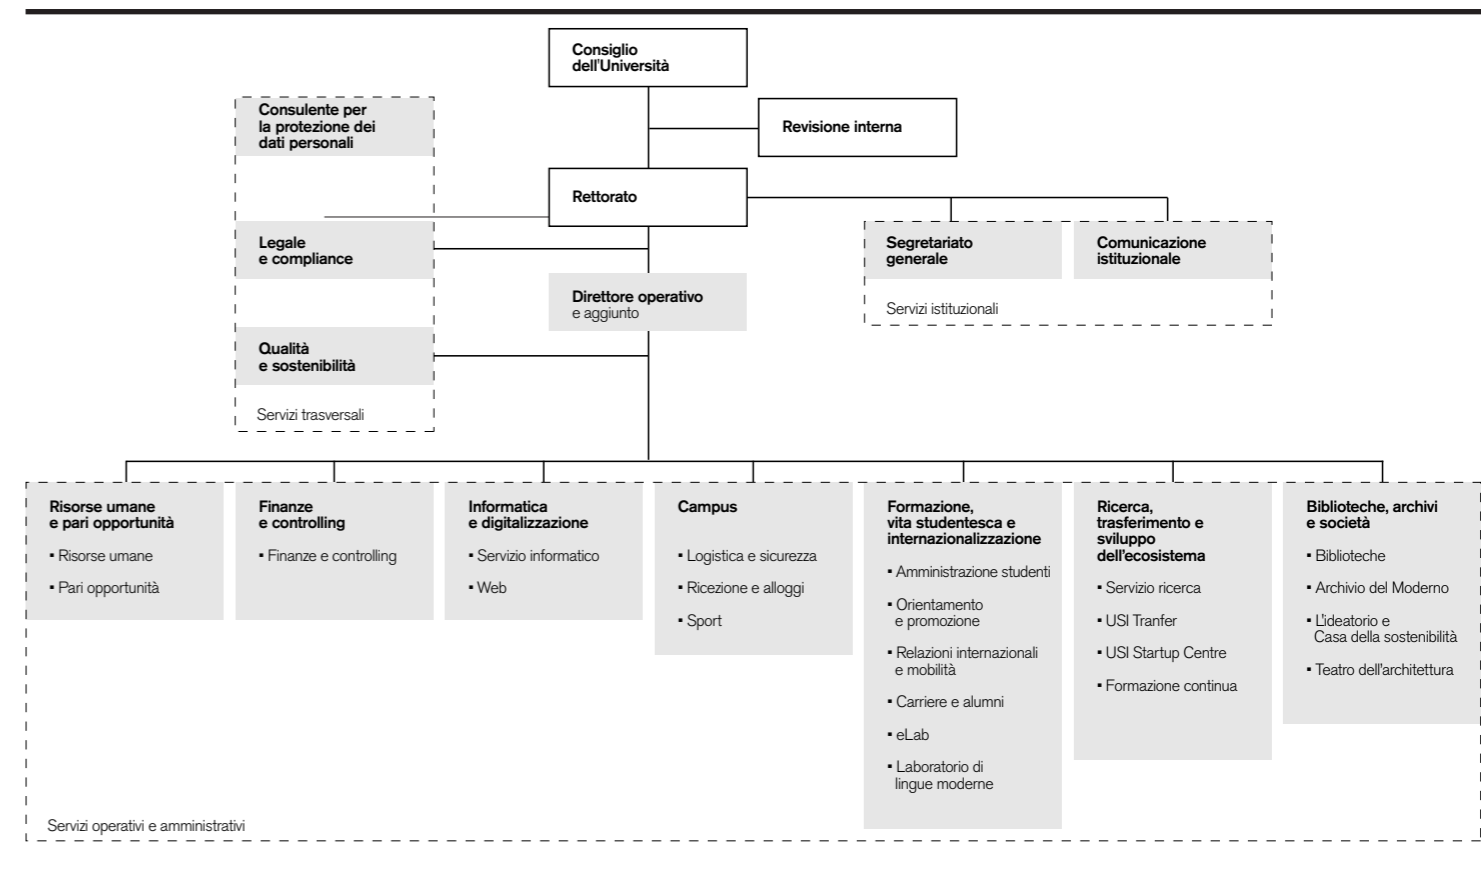 Consiglio
dell'Università
Consulente per
la protezione dei
dati personali
Revisione interna
Rettorato
Legale
e compliance
Segretariato
generale
Comunicazione
istituzionale
Servizi istituzionali
Direttore operativo
e aggiunto
Qualità
e sostenibilità
Servizi trasversali
Risorse umane
e pari opportunità
▪ Risorse umane
▪ Pari opportunità
Finanze
e controlling
▪ Finanze e controlling
Informatica
e digitalizzazione
▪ Servizio informatico
▪ Web
Campus
▪ Logistica e sicurezza
▪ Ricezione e alloggi
▪ Sport
Formazione,
vita studentesca e
internazionalizzazione
▪ Amministrazione studenti
▪ Orientamento
e promozione
▪ Relazioni internazionali
e mobilità
▪ Carriere e alumni
▪ eLab
▪ Laboratorio di
lingue moderne
Ricerca,
trasferimento e
sviluppo
dell'ecosistema
▪ Servizio ricerca
▪ USI Tranfer
▪ USI Startup Centre
▪ Formazione continua
Biblioteche, archivi
e società
▪ Biblioteche
▪ Archivio del Moderno
▪ L'ideatorio e
Casa della sostenibilità
▪ Teatro dell'architettura
Servizi operativi e amministrativi